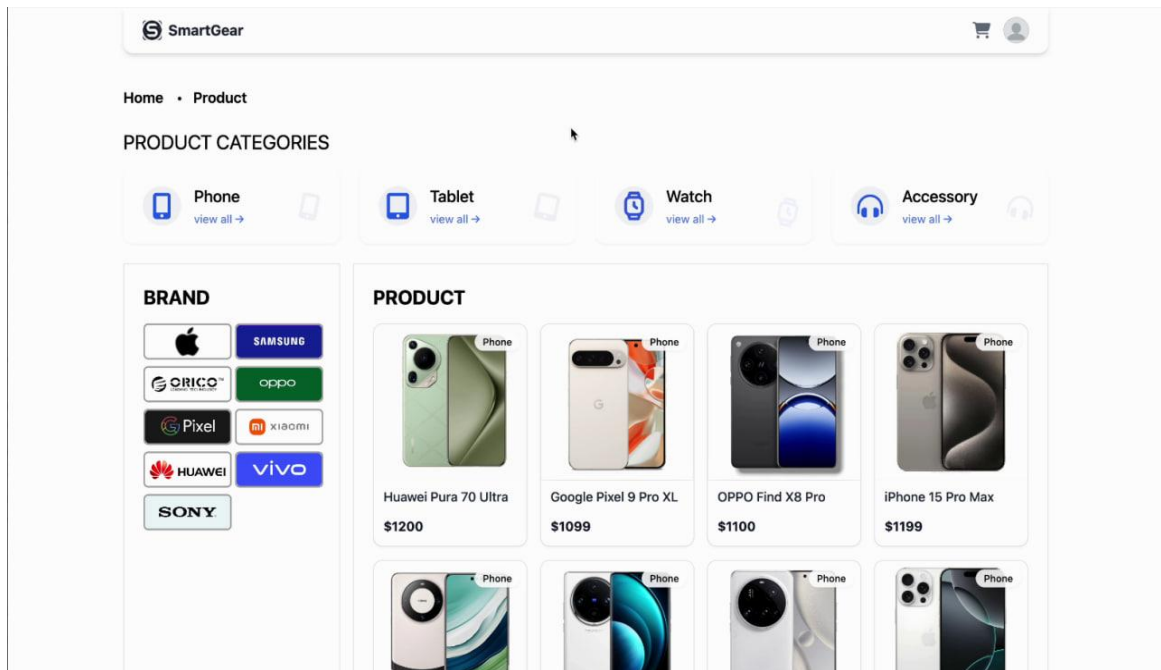 SmartGear
Home • Product
PRODUCT CATEGORIES
Phone
view all →
Tablet
view all →
Watch
view all →
Accessory
view all →
BRAND
SAMSUNG
ORICO™
oppo
G Pixel
mi xiaomi
HUAWEI
vivo
SONY
PRODUCT
Phone
Huawei Pura 70 Ultra
$1200
Phone
Google Pixel 9 Pro XL
$1099
Phone
OPPO Find X8 Pro
$1100
Phone
iPhone 15 Pro Max
$1199
Phone
Phone
Phone
Phone